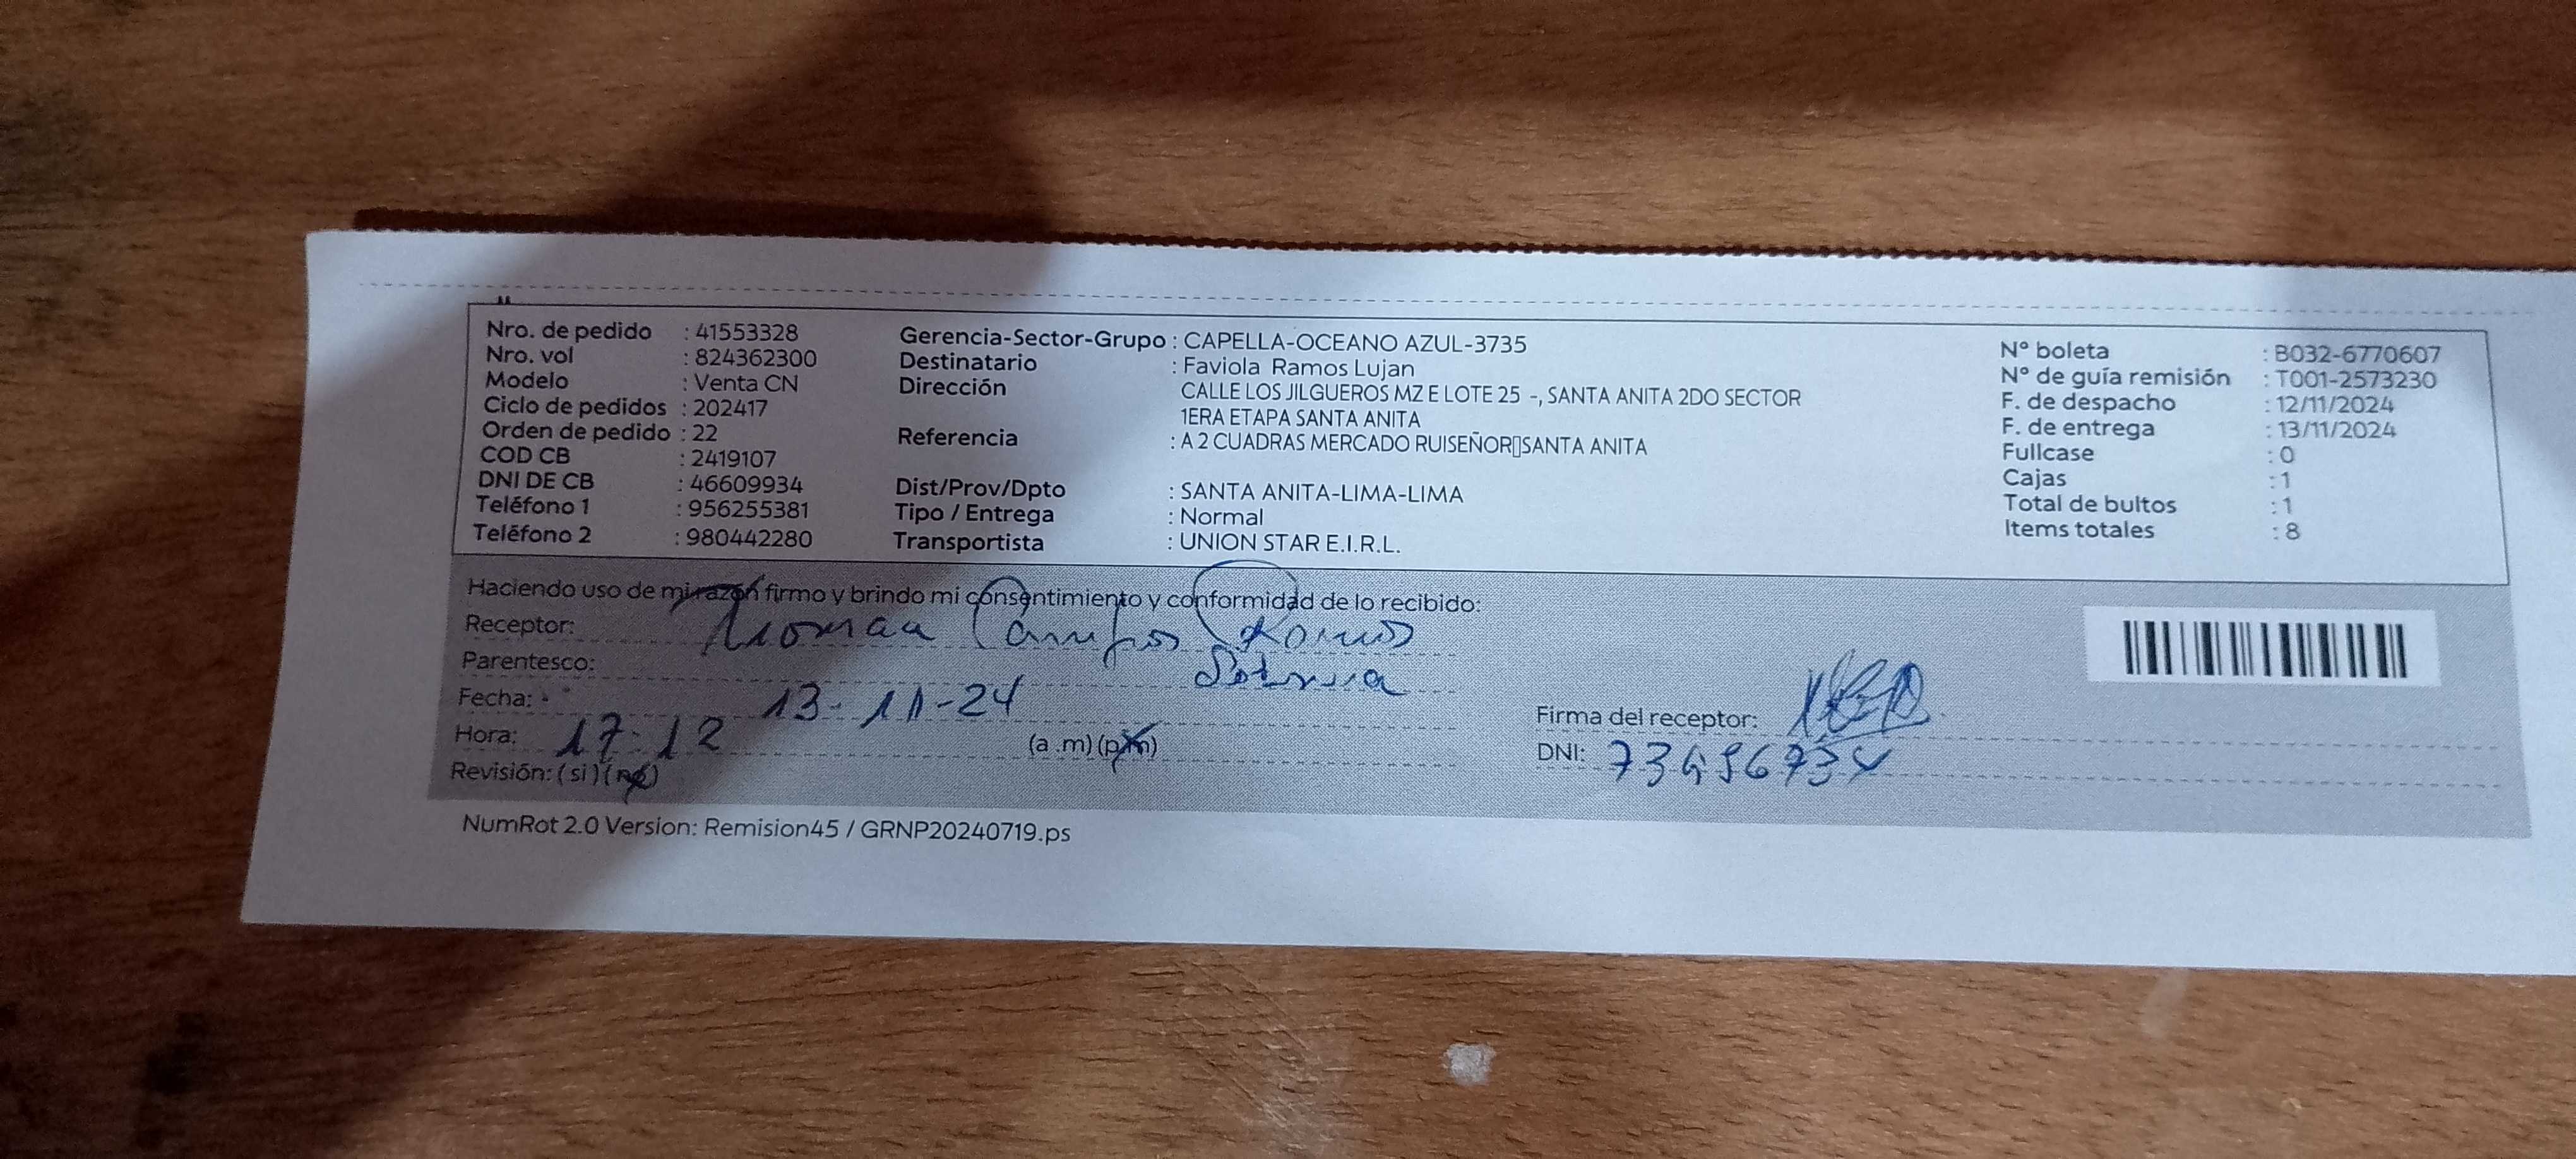 Nro. de pedido : 41553328
Nro. vol : 824362300
Modelo : Venta CN
Ciclo de pedidos : 202417
Orden de pedido : 22
COD CB : 2419107
DNI DE CB : 46609934
Teléfono 1 : 956255381
Teléfono 2 : 980442280
Gerencia-Sector-Grupo : CAPELLA-OCEANO AZUL-3735
Destinatario : Faviola Ramos Lujan
Dirección CALLE LOS JILGUEROS MZ E LOTE 25 -, SANTA ANITA 2DO SECTOR
1ERA ETAPA SANTA ANITA
Referencia : A 2 CUADRAS MERCADO RUISEÑOR▯SANTA ANITA
Dist/Prov/Dpto : SANTA ANITA-LIMA-LIMA
Tipo / Entrega : Normal
Transportista : UNION STAR E.I.R.L.
N° boleta : B032-6770607
N° de guía remisión : T001-2573230
F. de despacho : 12/11/2024
F. de entrega : 13/11/2024
Fullcase : 0
Cajas : 1
Total de bultos : 1
Items totales : 8
Haciendo uso de mi razón firmo y brindo mi consentimiento y conformidad de lo recibido:
Receptor: Campos Ramos
Parentesco:
Fecha: 13-11-24
Hora: 17:12 (a .m) (p.m)
Revisión: (si) (no)
Firma del receptor:
DNI:
NumRot 2.0 Version: Remision45 / GRNP20240719.ps